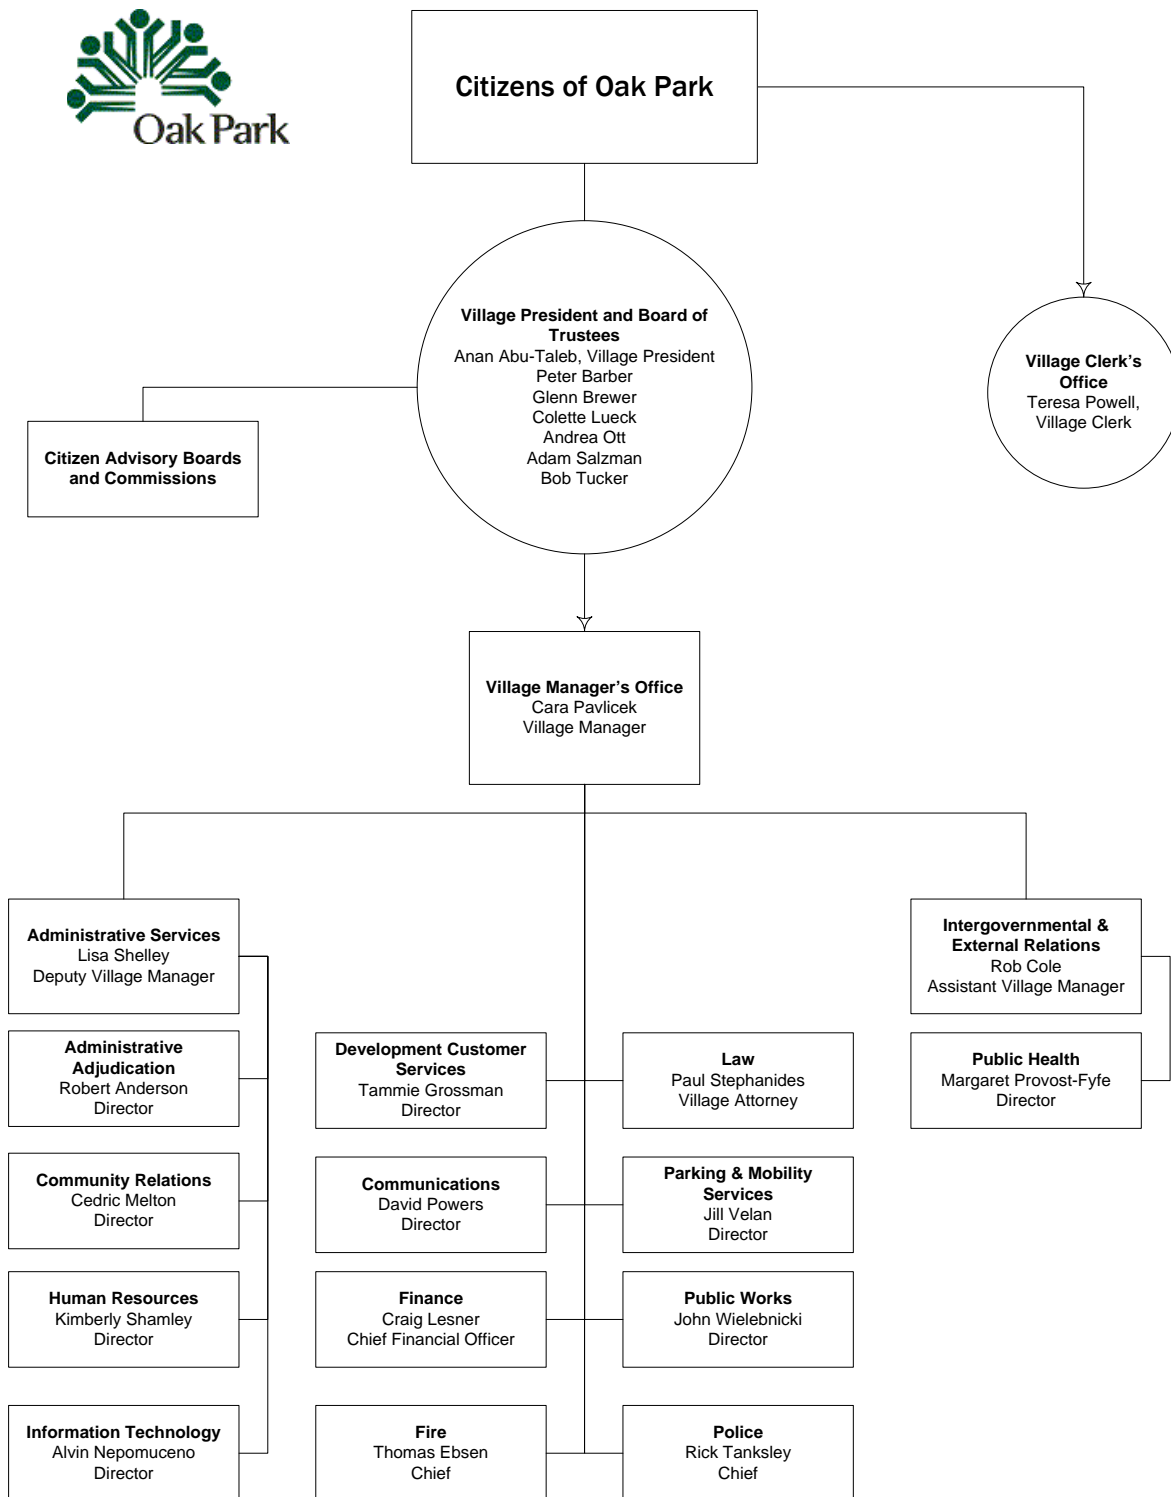 Oak Park
Citizens of Oak Park
Village President and Board of
Trustees
Anan Abu-Taleb, Village President
Peter Barber
Glenn Brewer
Colette Lueck
Andrea Ott
Adam Salzman
Bob Tucker
Village Clerk's
Office
Teresa Powell,
Village Clerk
Citizen Advisory Boards
and Commissions
Village Manager's Office
Cara Pavlicek
Village Manager
Administrative Services
Lisa Shelley
Deputy Village Manager
Intergovernmental &
External Relations
Rob Cole
Assistant Village Manager
Administrative
Adjudication
Robert Anderson
Director
Development Customer
Services
Tammie Grossman
Director
Law
Paul Stephanides
Village Attorney
Public Health
Margaret Provost-Fyfe
Director
Community Relations
Cedric Melton
Director
Communications
David Powers
Director
Parking & Mobility
Services
Jill Velan
Director
Human Resources
Kimberly Shamley
Director
Finance
Craig Lesner
Chief Financial Officer
Public Works
John Wielebnicki
Director
Information Technology
Alvin Nepomuceno
Director
Fire
Thomas Ebsen
Chief
Police
Rick Tanksley
Chief